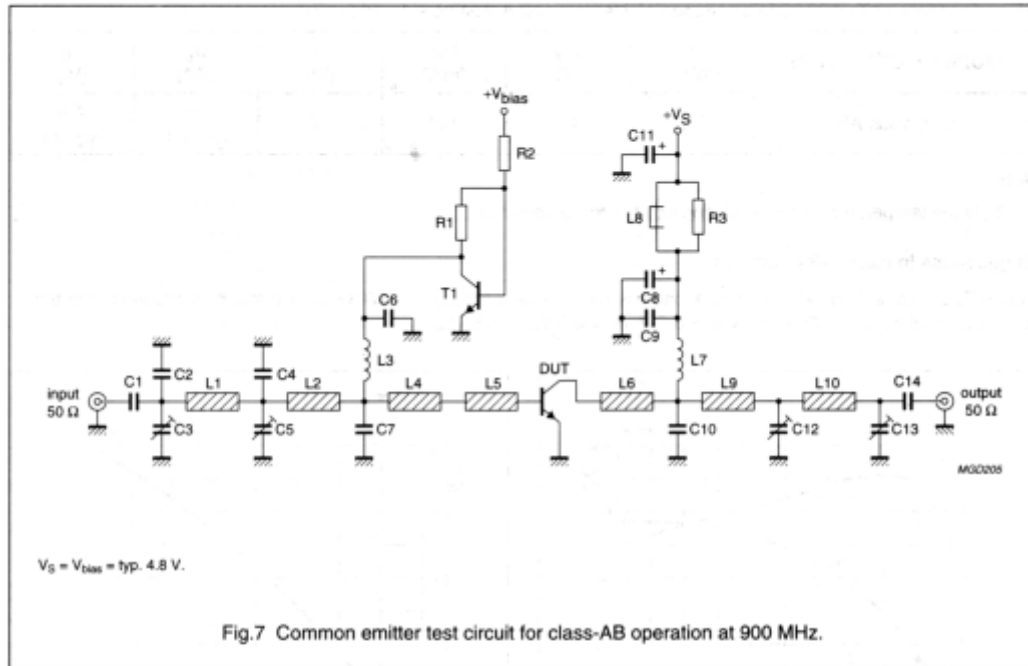 +Vbias
+VS
C11
R2
R1
L8
R3
T1
C6
C8
C9
L3
L7
DUT
input
50 Ω
C1
C2
L1
C4
L2
L4
L5
L6
L9
L10
C14
output
50 Ω
C3
C5
C7
C10
C12
C13
MGD205
VS = Vbias = typ. 4.8 V.
Fig.7 Common emitter test circuit for class-AB operation at 900 MHz.